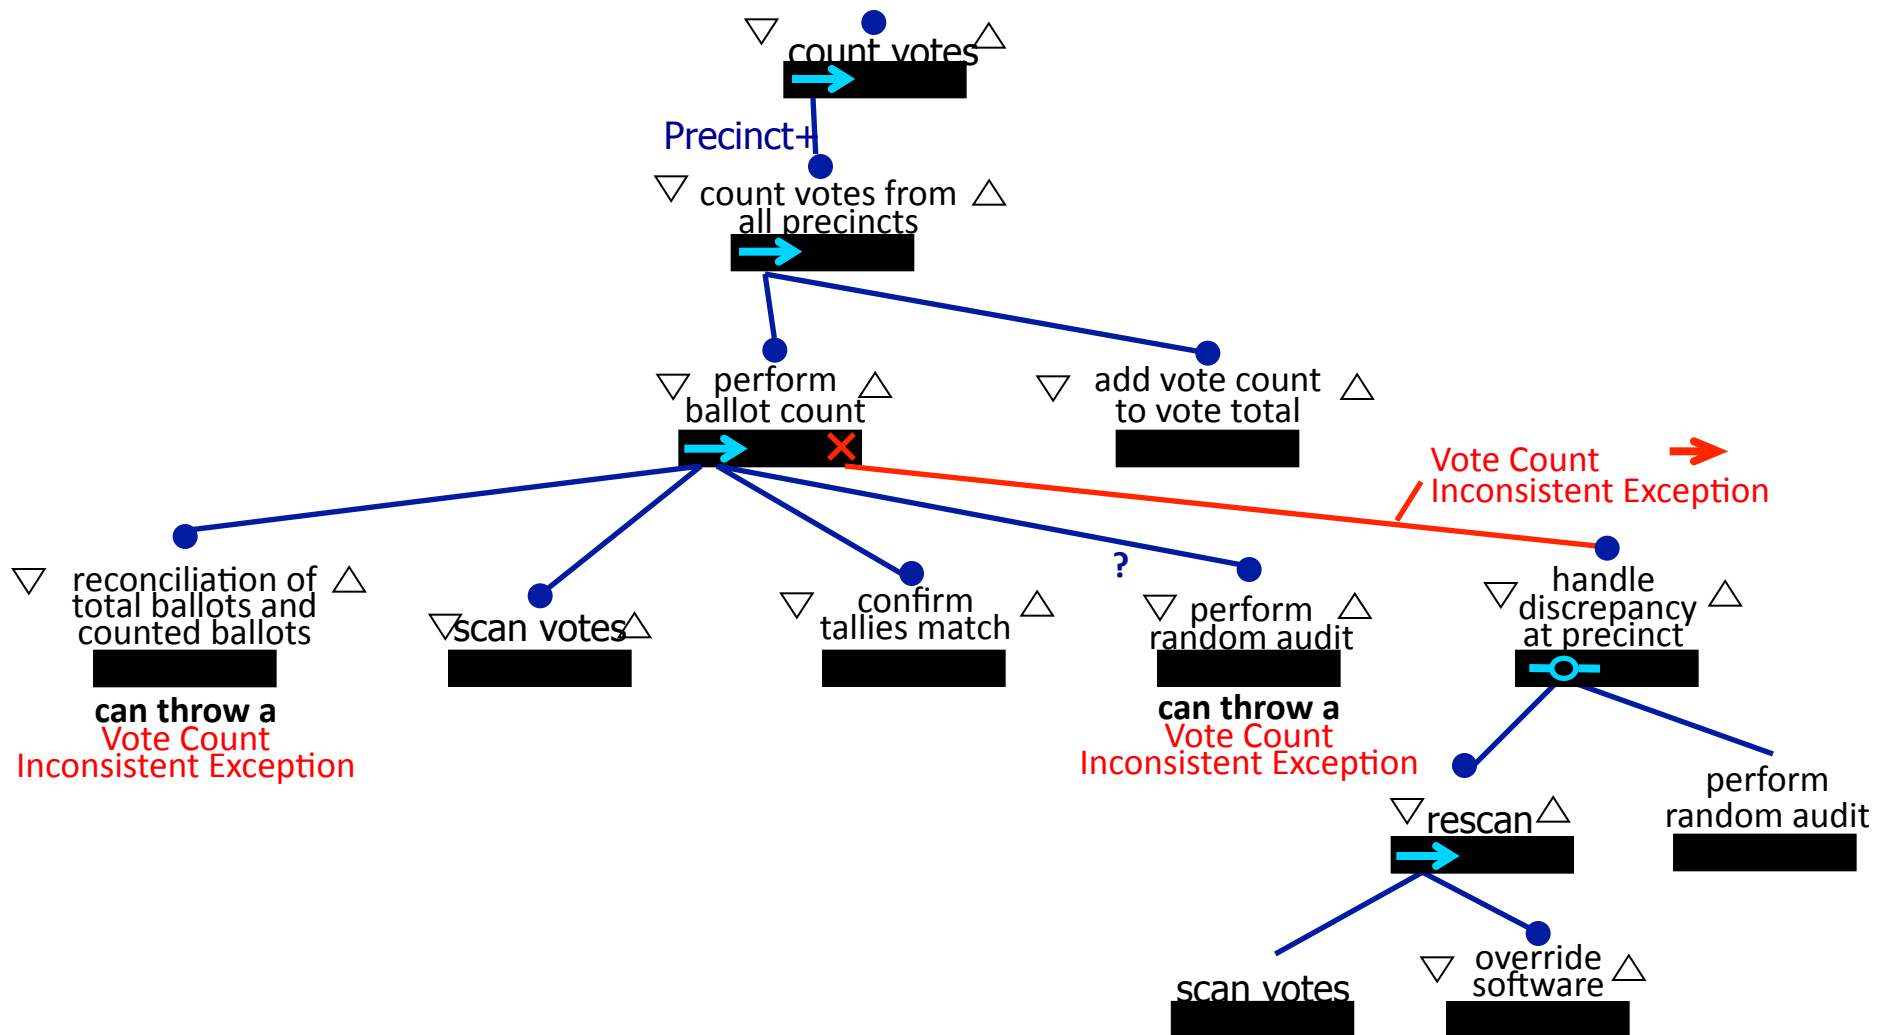 count votes
Precinct+
count votes from
all precincts
perform
ballot count
add vote count
to vote total
Vote Count
Inconsistent Exception
?
reconciliation of
total ballots and
counted ballots
can throw a
Vote Count
Inconsistent Exception
scan votes
confirm
tallies match
perform
random audit
can throw a
Vote Count
Inconsistent Exception
handle
discrepancy
at precinct
rescan
perform
random audit
scan votes
override
software